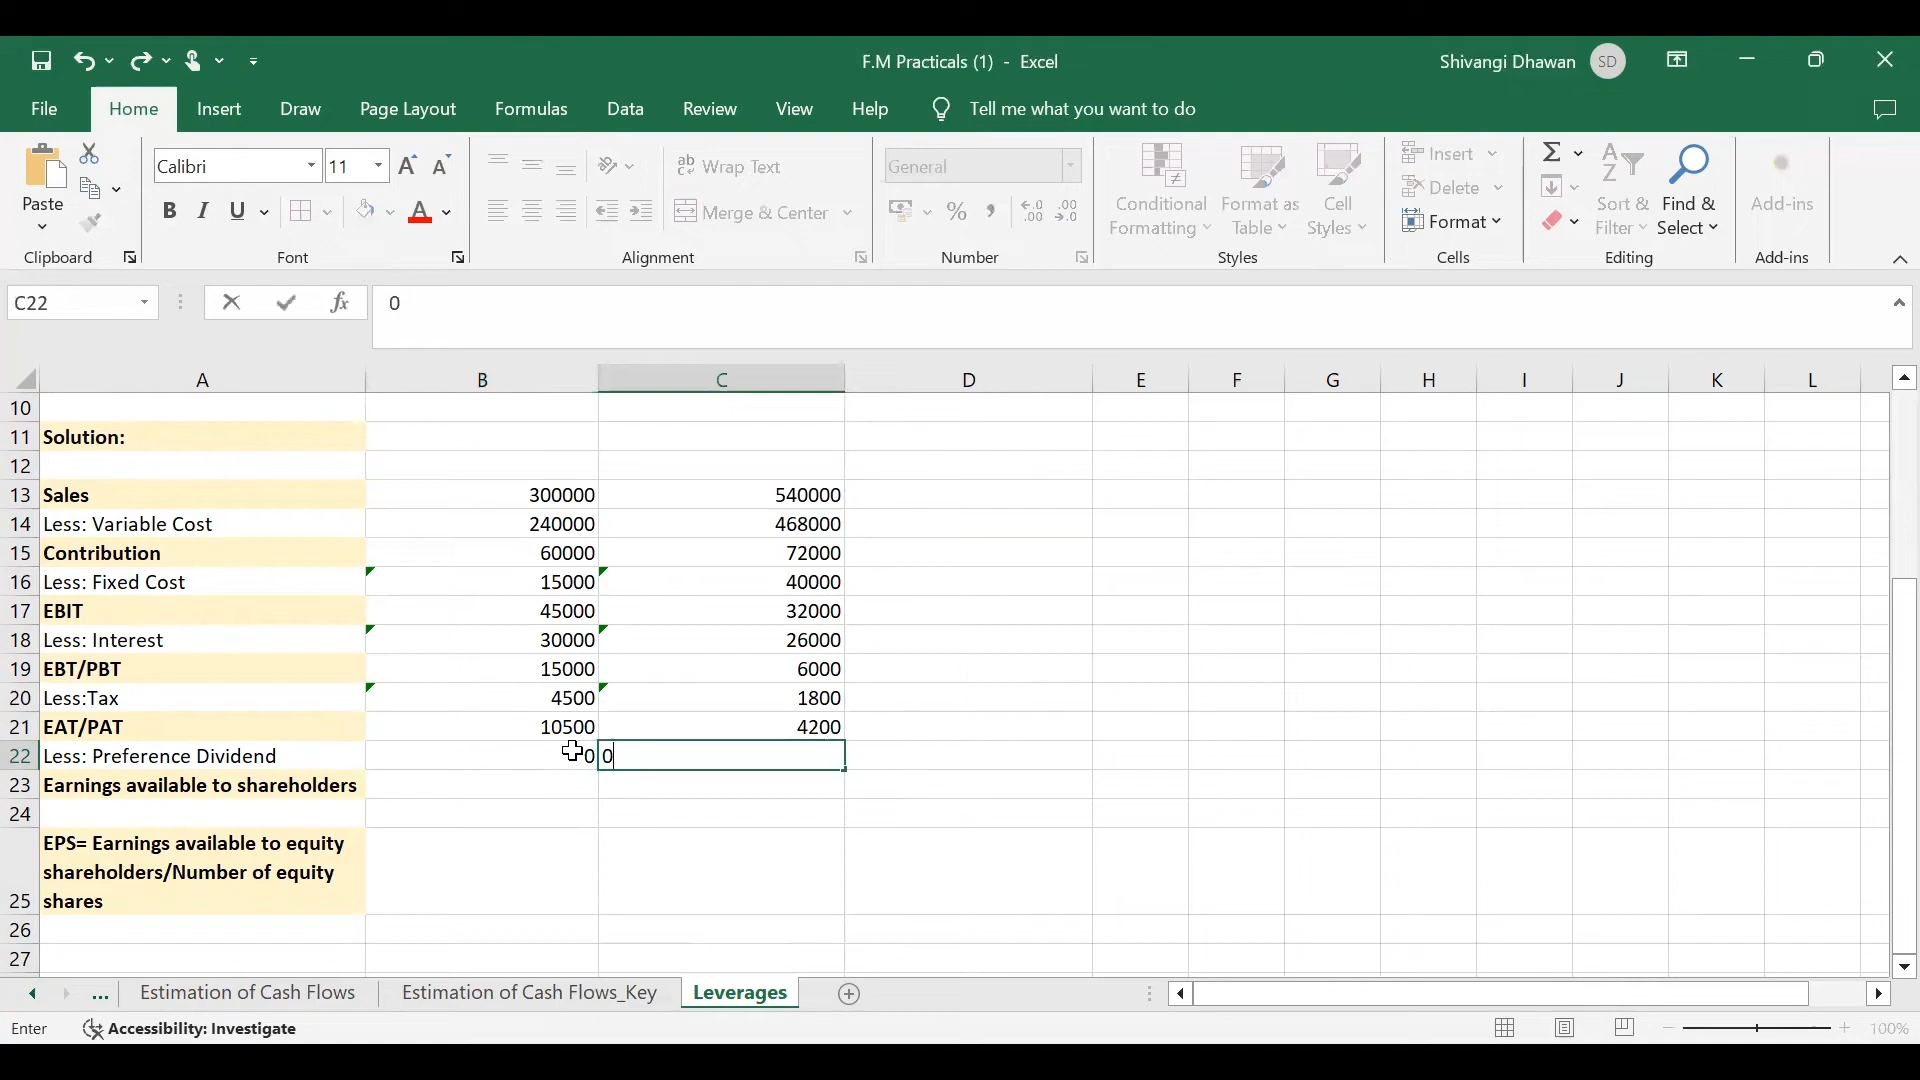 F.M Practicals (1) - Excel
Shivangi Dhawan SD
File Home Insert Draw Page Layout Formulas Data Review View Help Tell me what you want to do
Paste
Clipboard
Calibri 11
B I U A
Font
ab Wrap Text
Merge & Center
Alignment
General
%
Number
Conditional Formatting
Format as Table
Cell Styles
Styles
Insert
Delete
Format
Cells
Sort & Filter
Find & Select
Editing
Add-ins
Add-ins
C22 fx 0
A B C D E F G H I J K L
10
11 Solution:
12
13 Sales 300000 540000
14 Less: Variable Cost 240000 468000
15 Contribution 60000 72000
16 Less: Fixed Cost 15000 40000
17 EBIT 45000 32000
18 Less: Interest 30000 26000
19 EBT/PBT 15000 6000
20 Less:Tax 4500 1800
21 EAT/PAT 10500 4200
22 Less: Preference Dividend 0 0
23 Earnings available to shareholders
24
EPS= Earnings available to equity
shareholders/Number of equity
25 shares
26
27
... Estimation of Cash Flows Estimation of Cash Flows_Key Leverages
Enter Accessibility: Investigate 100%